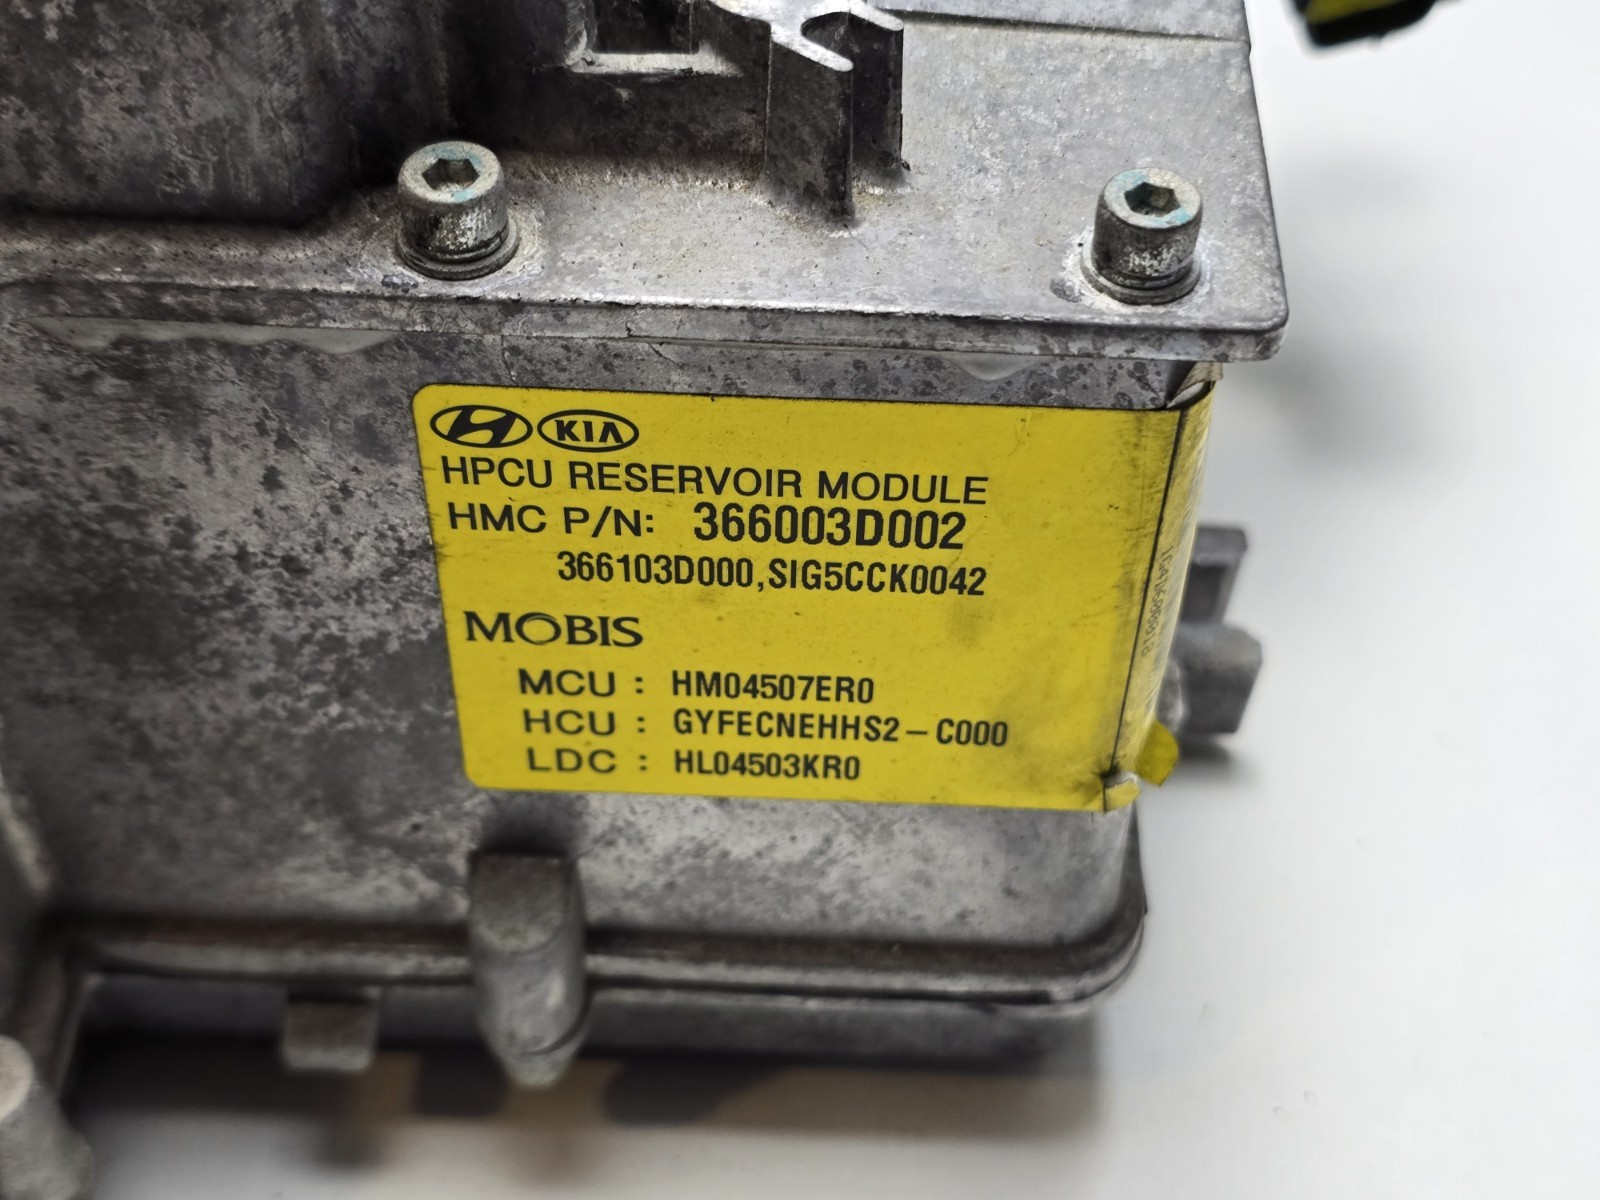 KIA
HPCU RESERVOIR MODULE
HMC P/N: 366003D002
366103D000,SIG5CCK0042
MOBIS
MCU : HM04507ER0
HCU : GYFECNEHHS2-C000
LDC : HL04503KR0